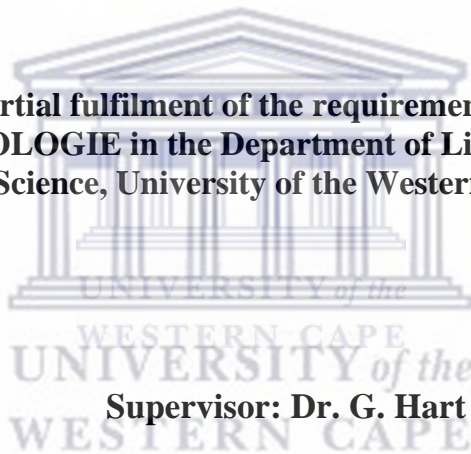 rtial fulfilment of the requiremen
OLOGIE in the Department of Li
Science, University of the Western
UNIVERSITY of the
WESTERN CAPE
UNIVERSITY of the
Supervisor: Dr. G. Hart
WESTERN CAPE